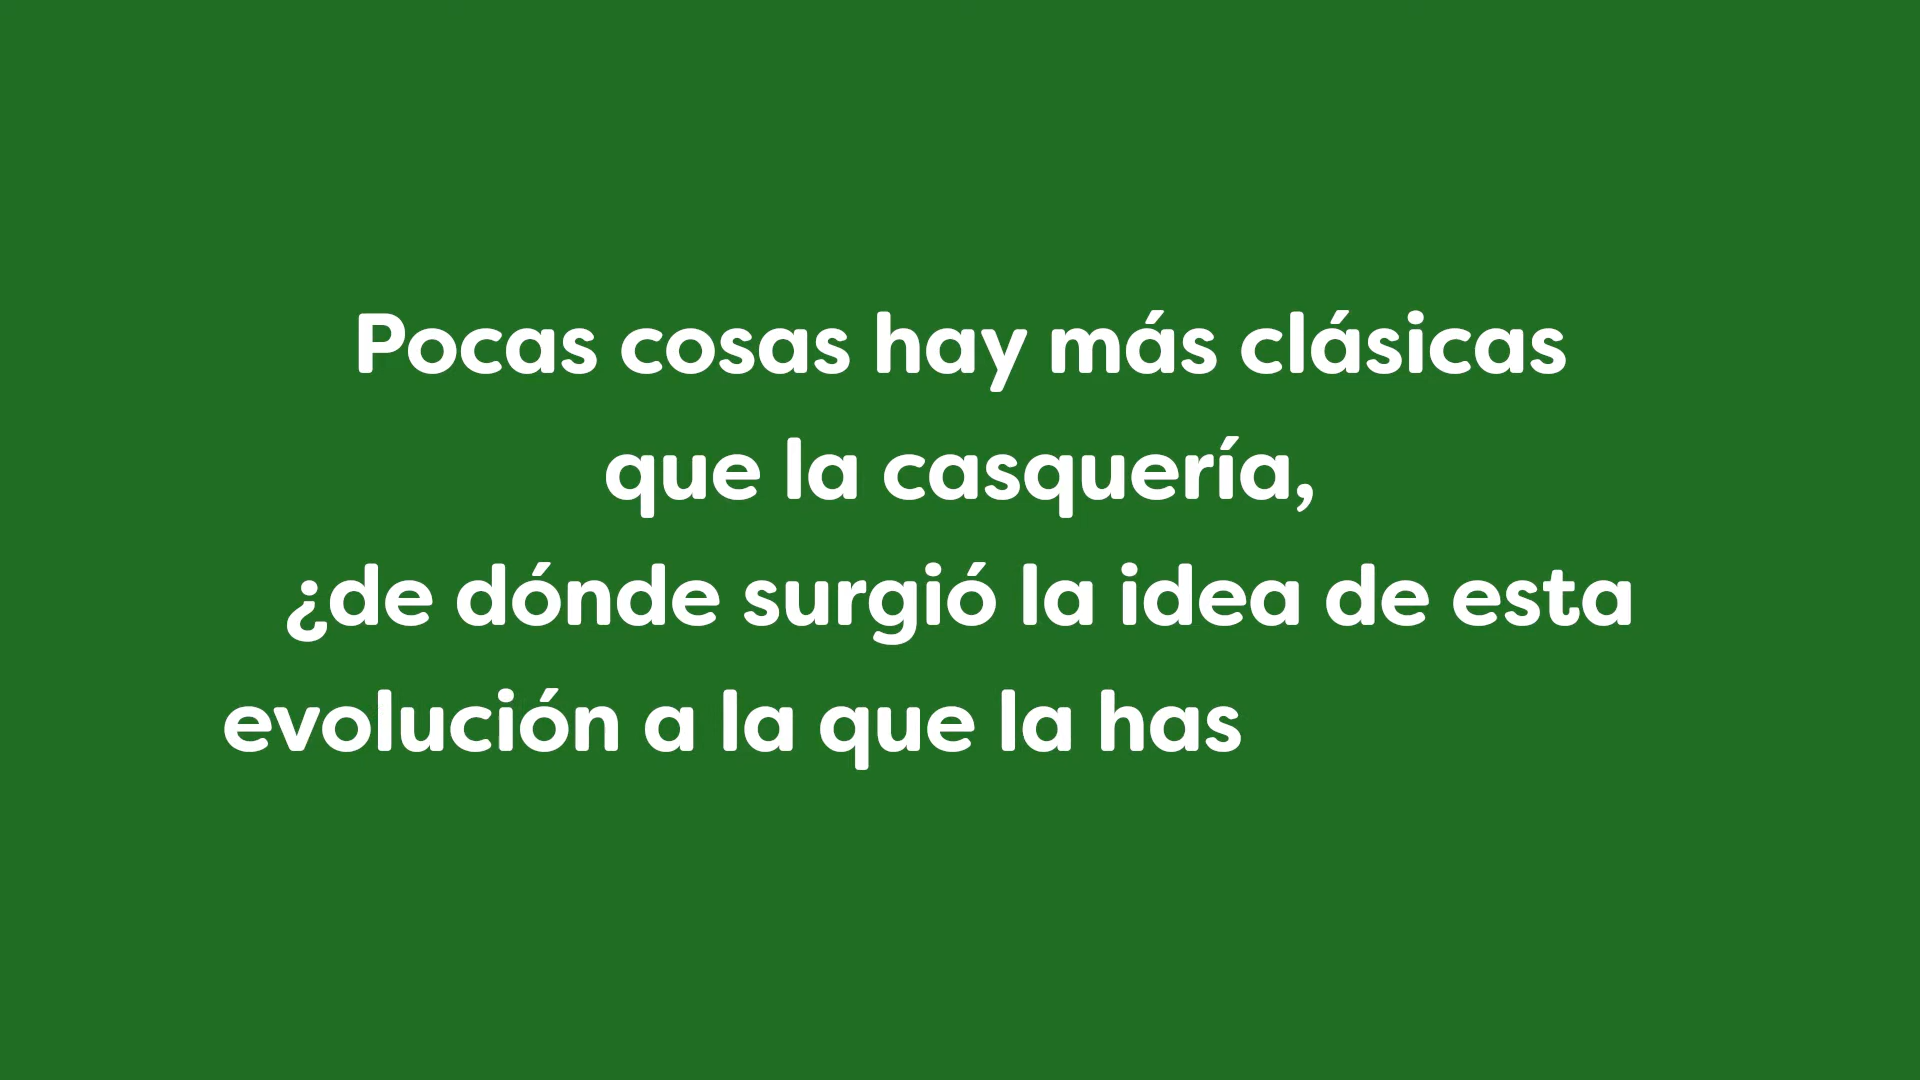 Pocas cosas hay más clásicas
que la casquería,
¿de dónde surgió la idea de esta
evolución a la que la has